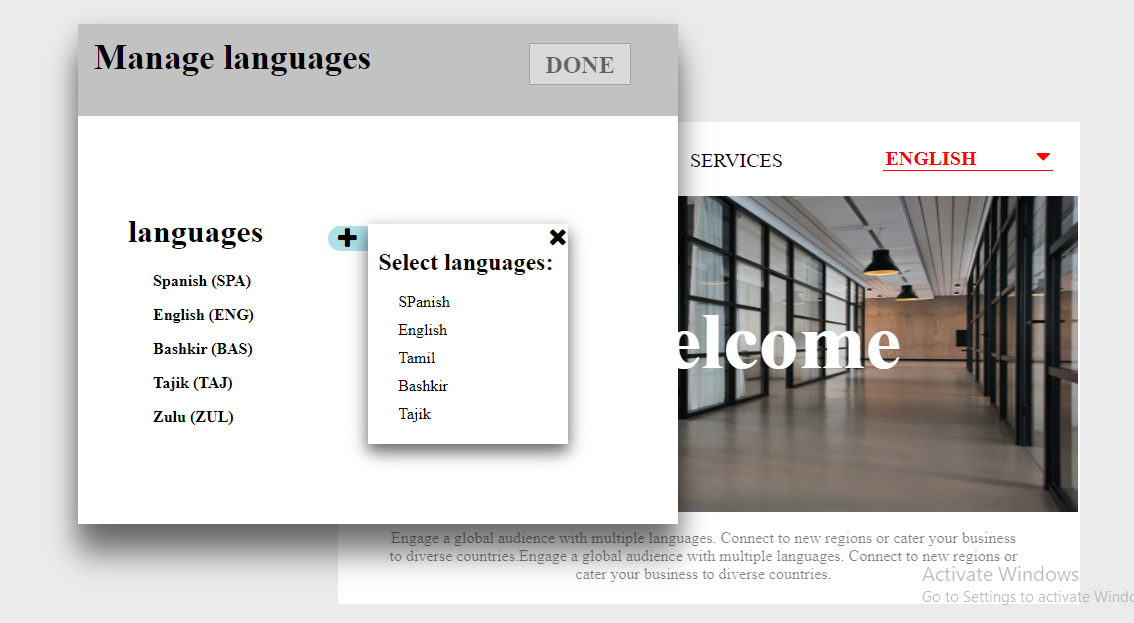 Manage languages
DONE
SERVICES
ENGLISH
languages
Spanish (SPA)
English (ENG)
Bashkir (BAS)
Tajik (TAJ)
Zulu (ZUL)
Select languages:
SPanish
English
Tamil
Bashkir
Tajik
elcome
Engage a global audience with multiple languages. Connect to new regions or cater your business
to diverse countries.Engage a global audience with multiple languages. Connect to new regions or
cater your business to diverse countries.
Activate Windows
Go to Settings to activate Windo